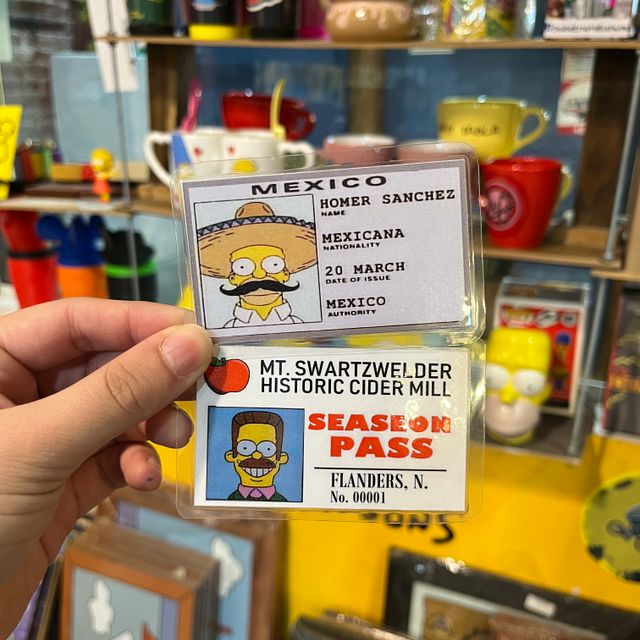 MEXICO
HOMER SANCHEZ
NAME
MEXICANA
NATIONALITY
20 MARCH
DATE OF ISSUE
MEXICO
AUTHORITY
MT. SWARTZWELDER
HISTORIC CIDER MILL
SEASEON
PASS
FLANDERS, N.
No. 00001